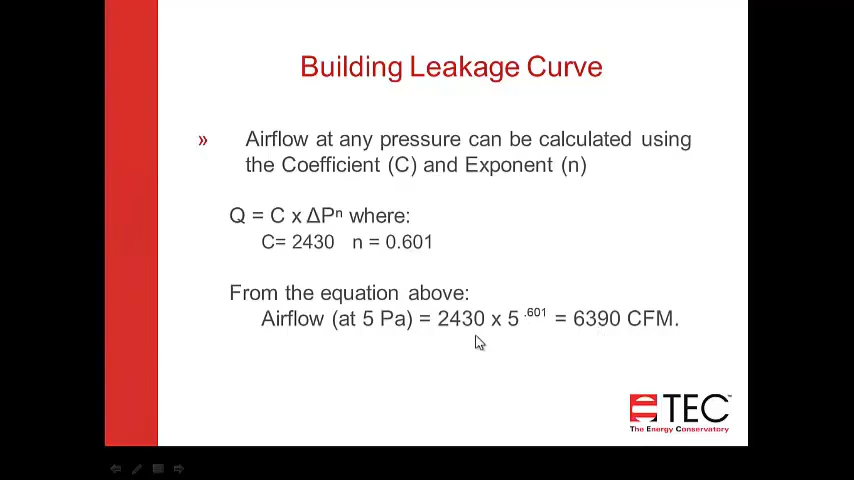 Building Leakage Curve
» Airflow at any pressure can be calculated using
the Coefficient (C) and Exponent (n)
Q = C x ΔPⁿ where:
C= 2430 n = 0.601
From the equation above:
Airflow (at 5 Pa) = 2430 x 5 .601 = 6390 CFM.
TEC™
The Energy Conservatory